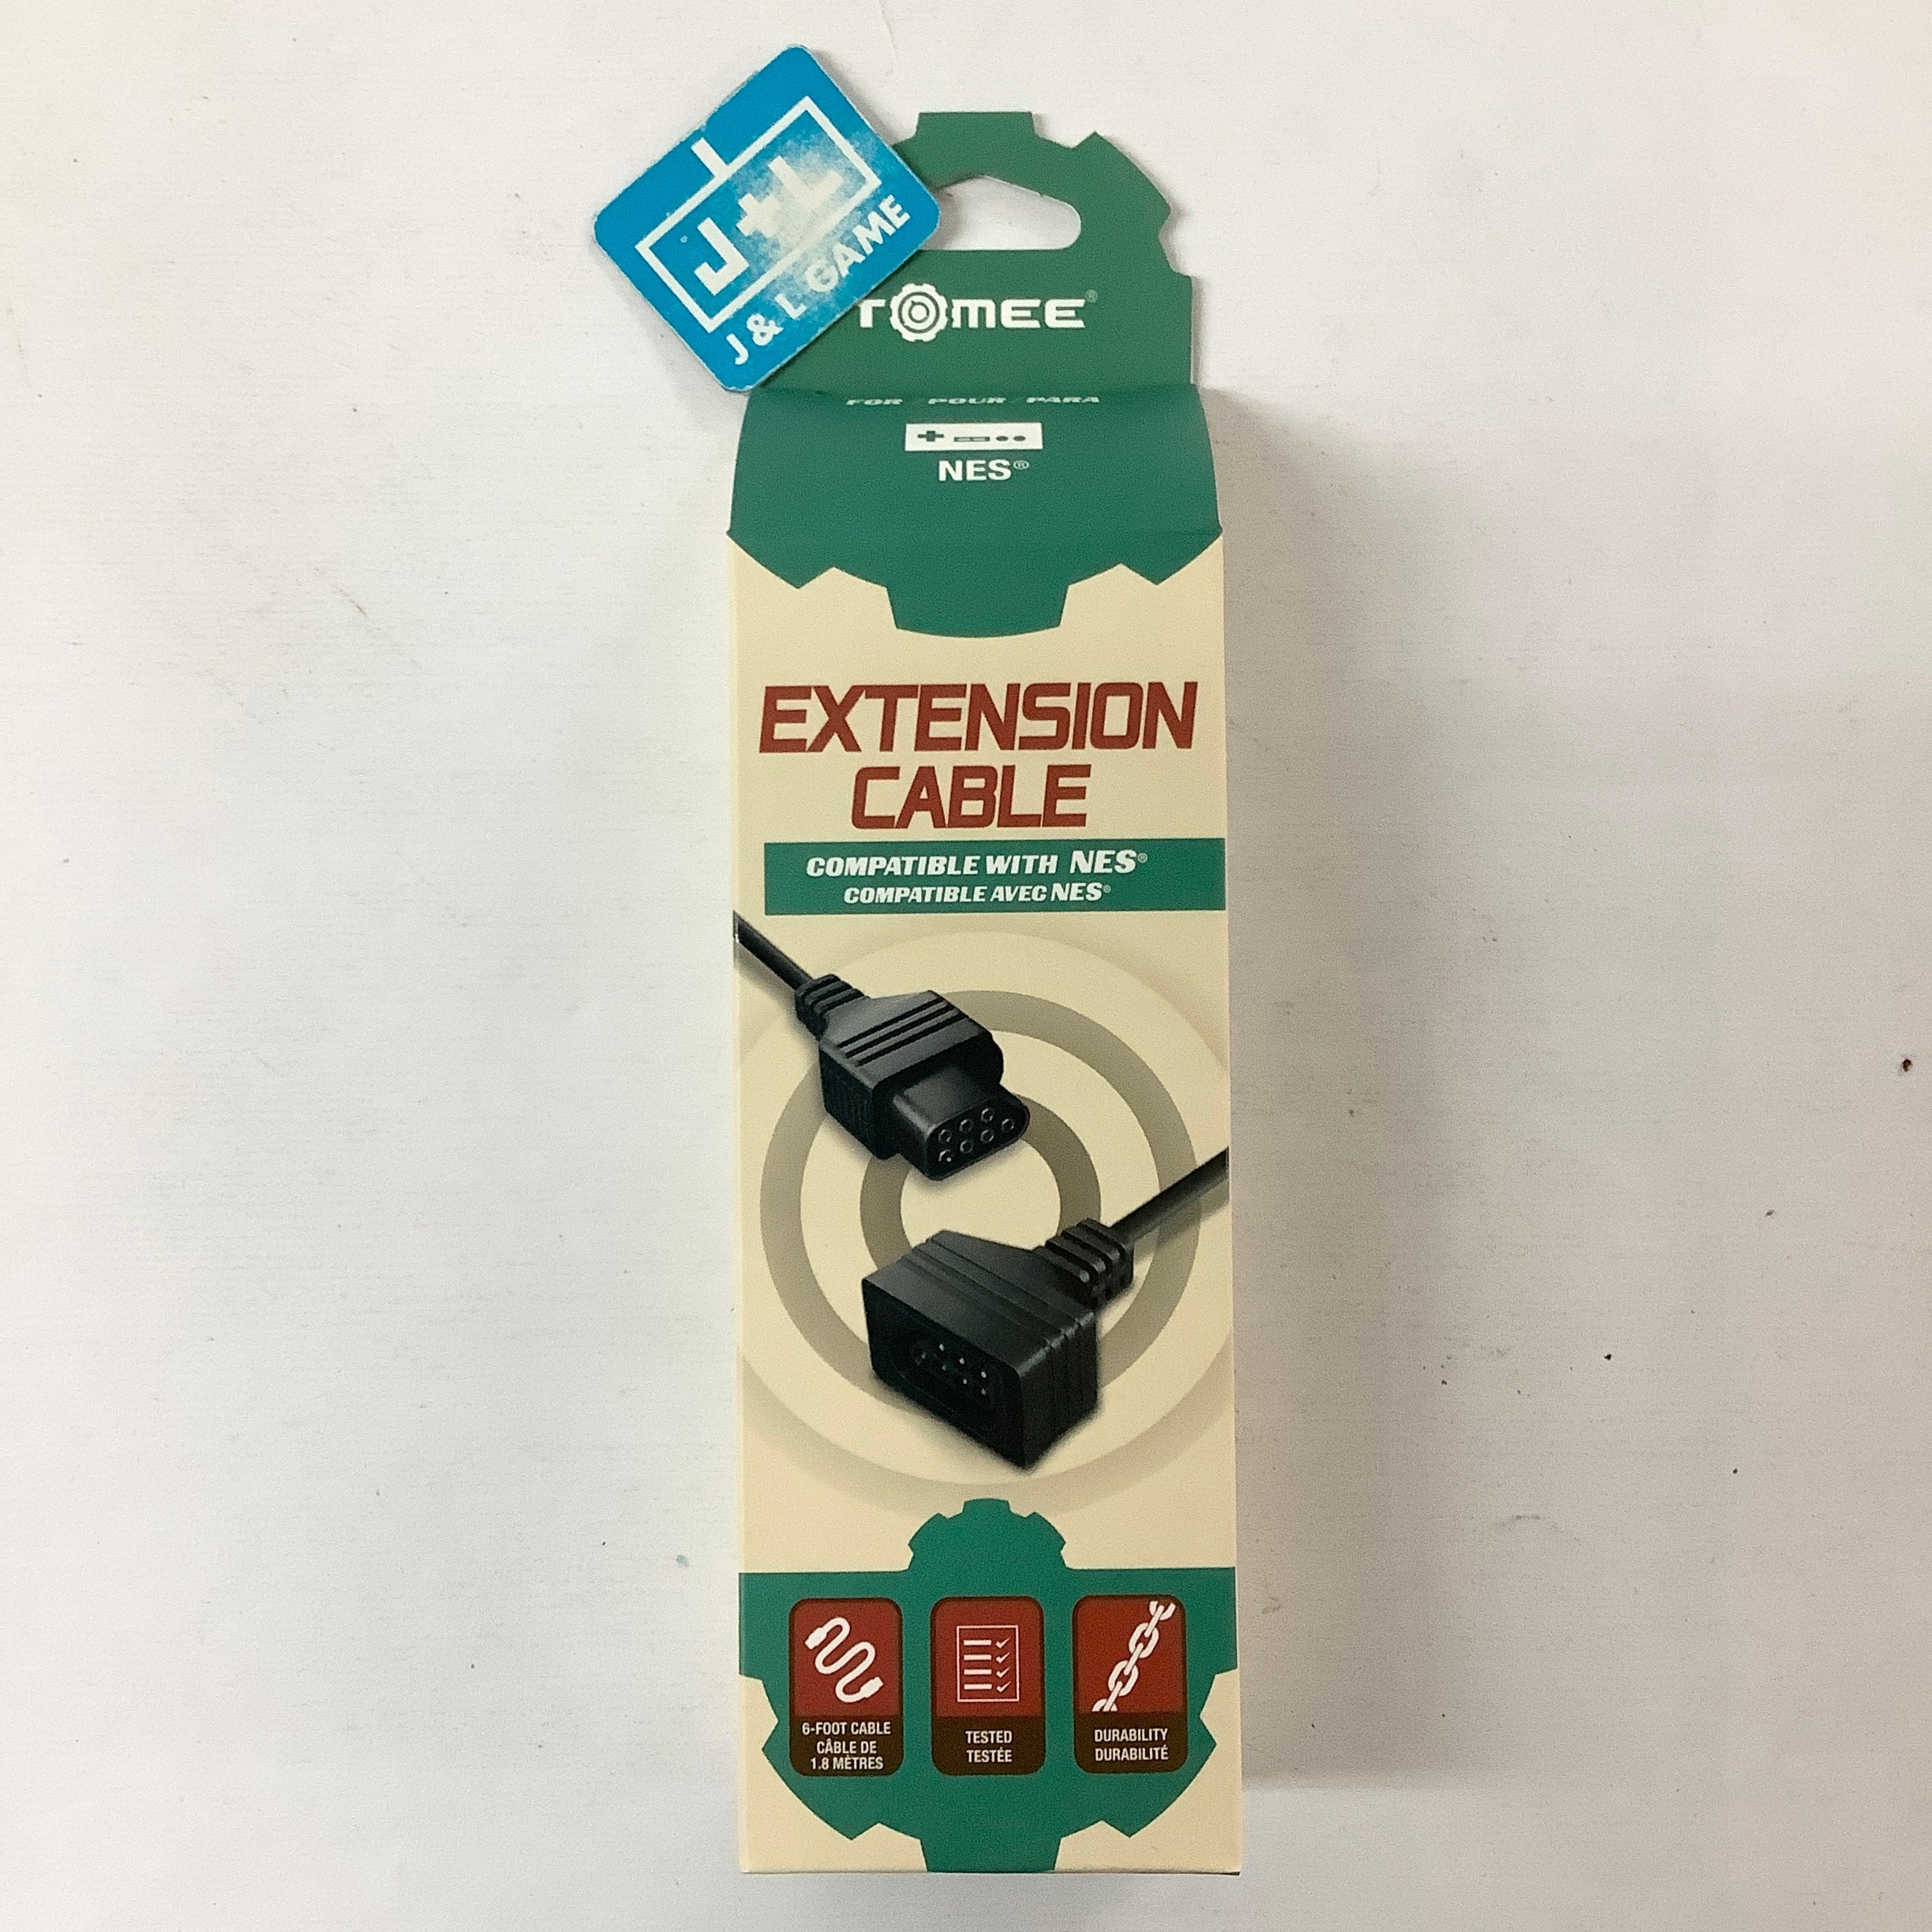 J+L
J & L GAME
TOMEE®
FOR POUR/PARA
NES®
EXTENSION
CABLE
COMPATIBLE WITH NES®
COMPATIBLE AVEC NES®
6-FOOT CABLE
CÂBLE DE
1.8 MÈTRES
TESTED
TESTÉE
DURABILITY
DURABILITÉ